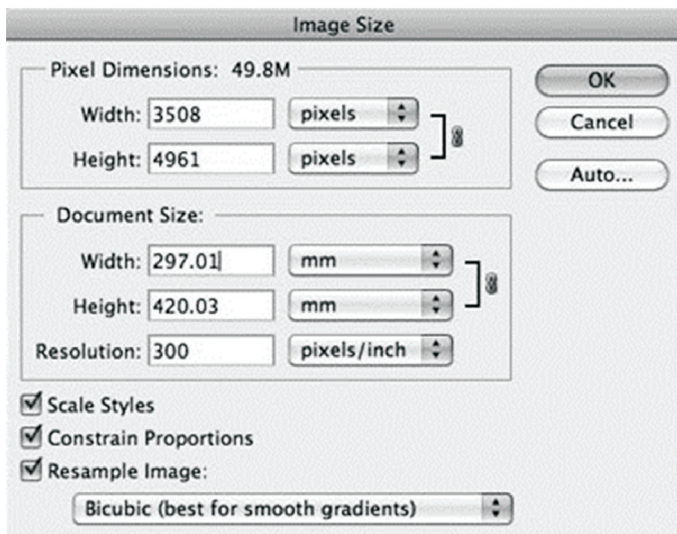 Image Size
Pixel Dimensions: 49.8M
Width: 3508 pixels
Height: 4961 pixels
OK
Cancel
Auto...
Document Size:
Width: 297.01 mm
Height: 420.03 mm
Resolution: 300 pixels/inch
Scale Styles
Constrain Proportions
Resample Image:
Bicubic (best for smooth gradients)